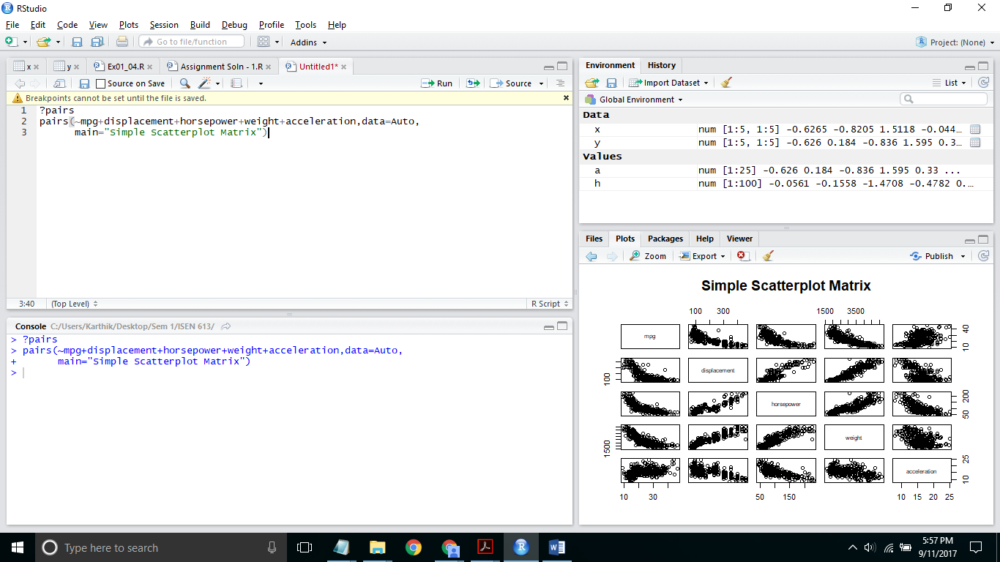 RStudio
File Edit Code View Plots Session Build Debug Profile Tools Help
Go to file/function Addins Project: (None)
x y Ex01_04.R Assignment Soln - 1.R Untitled1*
Source on Save Run Source
Breakpoints cannot be set until the file is saved.
1 ?pairs
2 pairs(~mpg+displacement+horsepower+weight+acceleration,data=Auto,
3 main="Simple Scatterplot Matrix")
3:40 (Top Level) R Script
Console C:/Users/Karthik/Desktop/Sem 1/ISEN 613/
> ?pairs
> pairs(~mpg+displacement+horsepower+weight+acceleration,data=Auto,
+ main="Simple Scatterplot Matrix")
>
Environment History
Import Dataset List
Global Environment
Data
x num [1:5, 1:5] -0.6265 -0.8205 1.5118 -0.044…
y num [1:5, 1:5] -0.626 0.184 -0.836 1.595 0.3…
Values
a num [1:25] -0.626 0.184 -0.836 1.595 0.33 ...
h num [1:100] -0.0561 -0.1558 -1.4708 -0.4782 0.…
Files Plots Packages Help Viewer
Zoom Export Publish
Simple Scatterplot Matrix
100 300 1500 3500
mpg 10 40
100 displacement
horsepower 50 200
1500 weight
acceleration 10 25
10 30 50 150 10 15 20 25
Type here to search
5:57 PM
9/11/2017